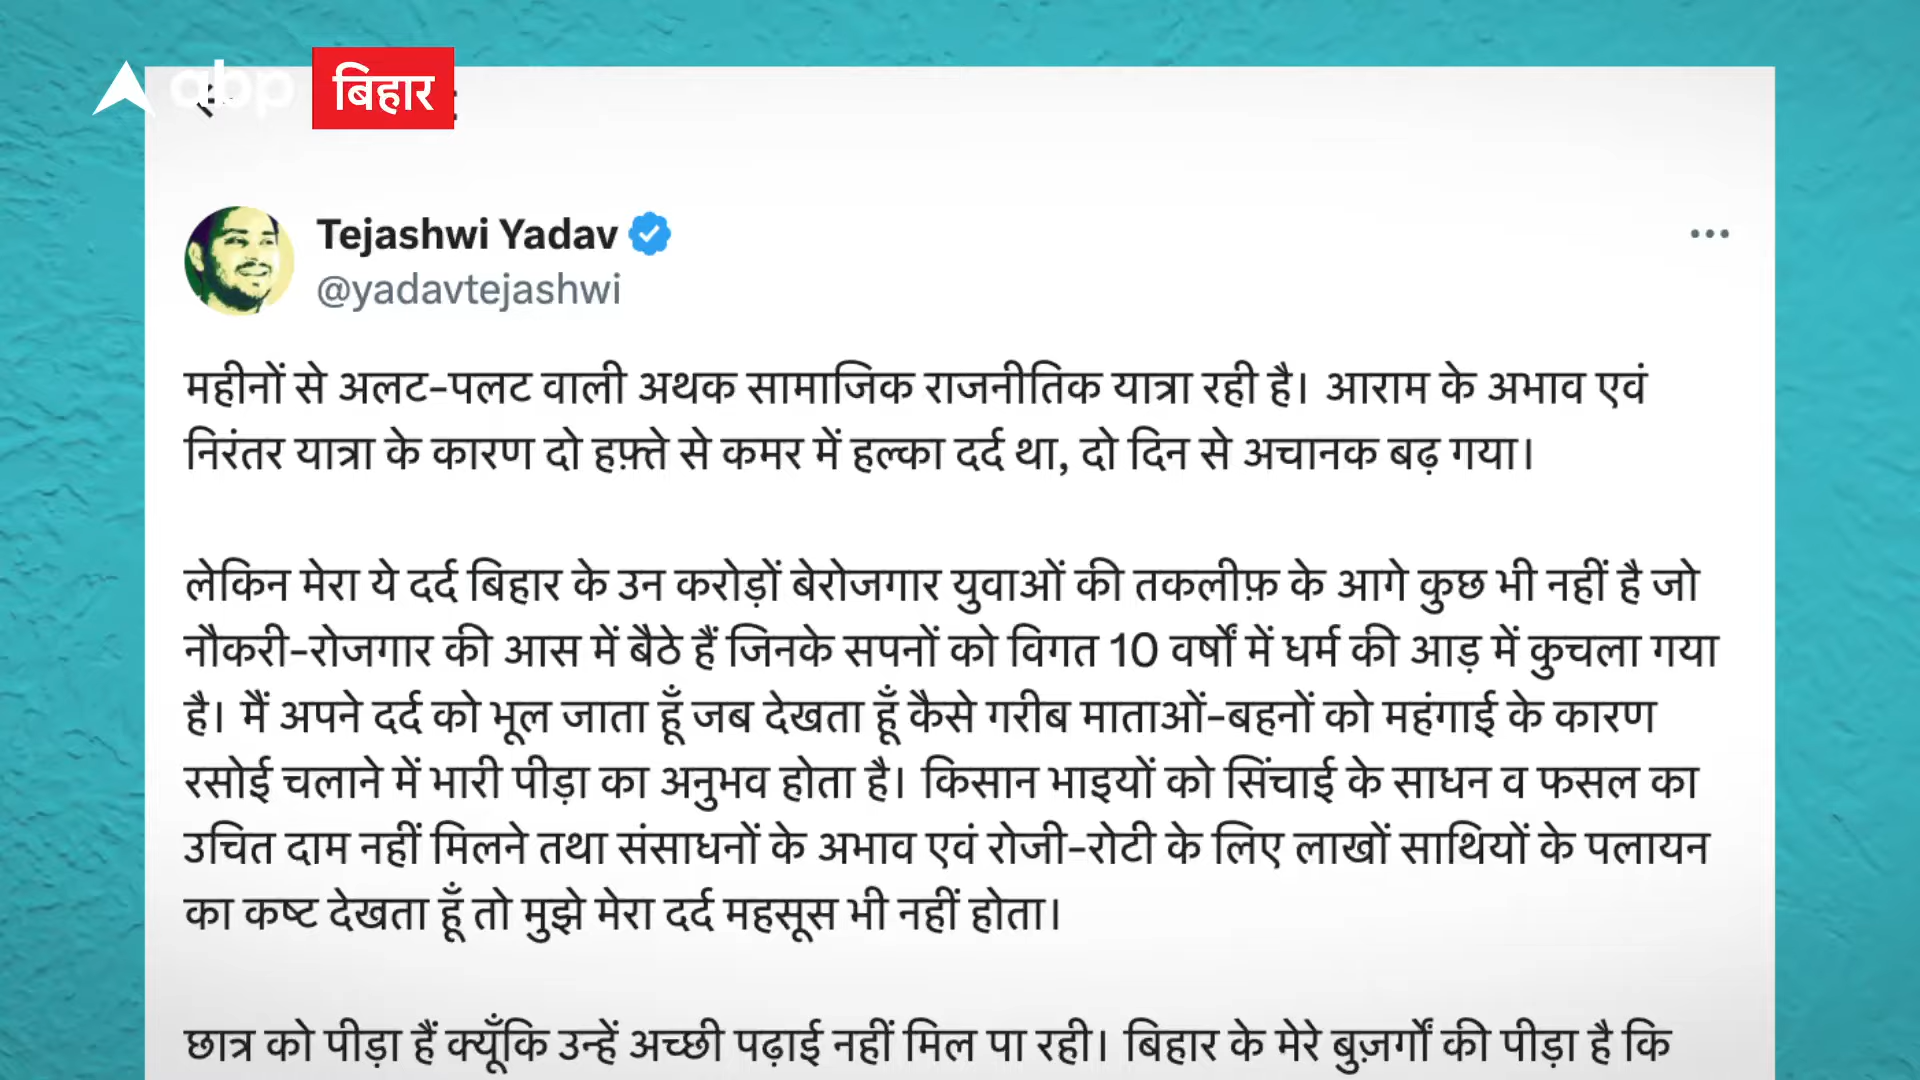 abp बिहार
Tejashwi Yadav
@yadavtejashwi
महीनों से अलट-पलट वाली अथक सामाजिक राजनीतिक यात्रा रही है। आराम के अभाव एवं
निरंतर यात्रा के कारण दो हफ़्ते से कमर में हल्का दर्द था, दो दिन से अचानक बढ़ गया।
लेकिन मेरा ये दर्द बिहार के उन करोड़ों बेरोजगार युवाओं की तकलीफ़ के आगे कुछ भी नहीं है जो
नौकरी-रोजगार की आस में बैठे हैं जिनके सपनों को विगत 10 वर्षों में धर्म की आड़ में कुचला गया
है। मैं अपने दर्द को भूल जाता हूँ जब देखता हूँ कैसे गरीब माताओं-बहनों को महंगाई के कारण
रसोई चलाने में भारी पीड़ा का अनुभव होता है। किसान भाइयों को सिंचाई के साधन व फसल का
उचित दाम नहीं मिलने तथा संसाधनों के अभाव एवं रोजी-रोटी के लिए लाखों साथियों के पलायन
का कष्ट देखता हूँ तो मुझे मेरा दर्द महसूस भी नहीं होता।
छात्र को पीड़ा हैं क्यूँकि उन्हें अच्छी पढ़ाई नहीं मिल पा रही। बिहार के मेरे बुज़र्गों की पीड़ा है कि